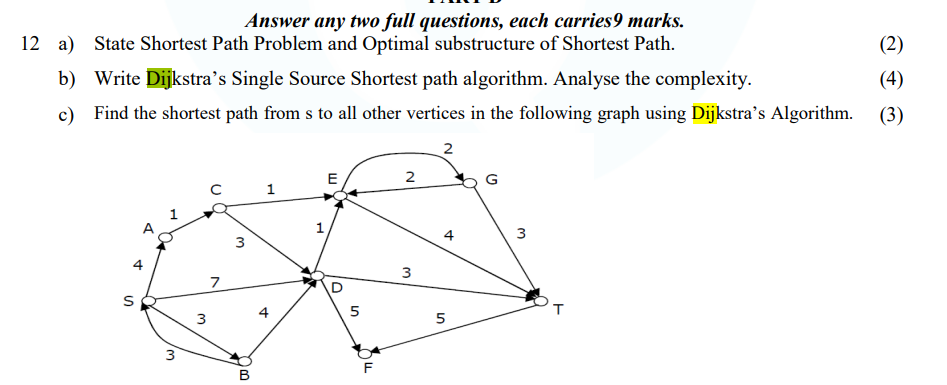 Answer any two full questions, each carries9 marks.
12 a) State Shortest Path Problem and Optimal substructure of Shortest Path. (2)
b) Write Dijkstra's Single Source Shortest path algorithm. Analyse the complexity. (4)
c) Find the shortest path from s to all other vertices in the following graph using Dijkstra's Algorithm. (3)
2
E 2 G
C 1
1
A 1 4 3
3
4 3
7 D
S T
3 4 5 5
3
F
B